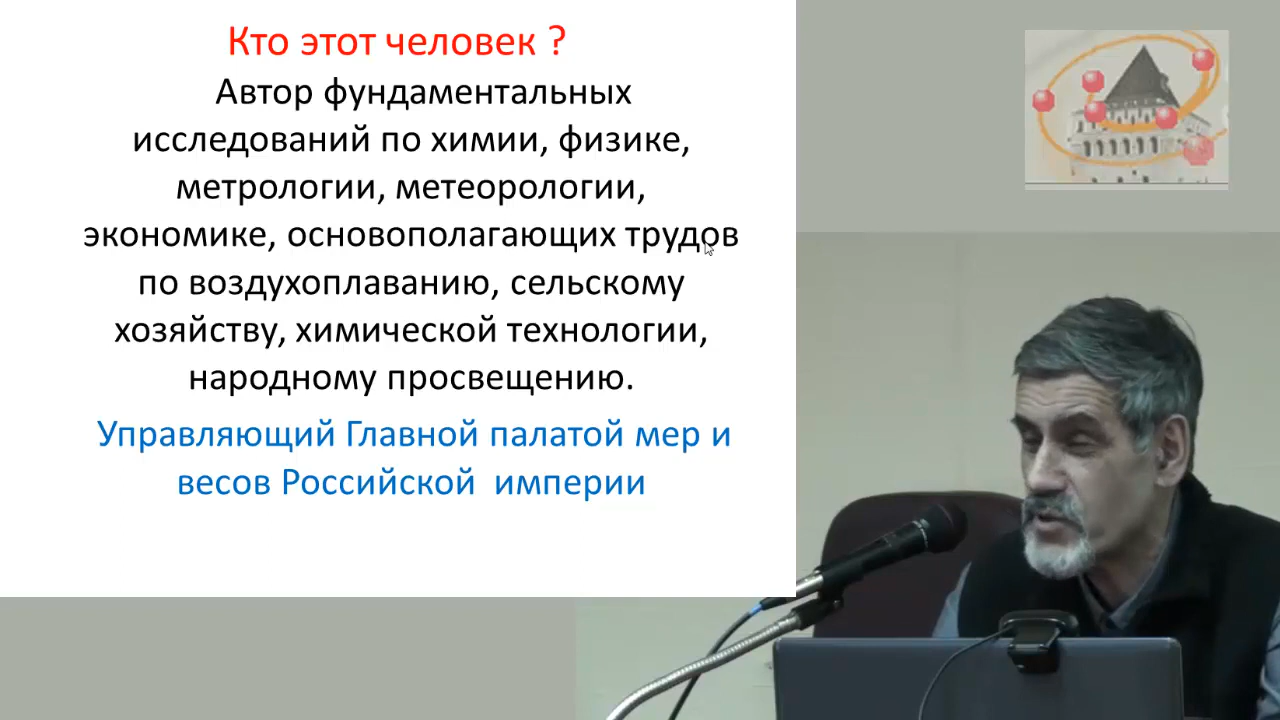 Кто этот человек ?
Автор фундаментальных
исследований по химии, физике,
метрологии, метеорологии,
экономике, основополагающих трудов
по воздухоплаванию, сельскому
хозяйству, химической технологии,
народному просвещению.
Управляющий Главной палатой мер и
весов Российской  империи